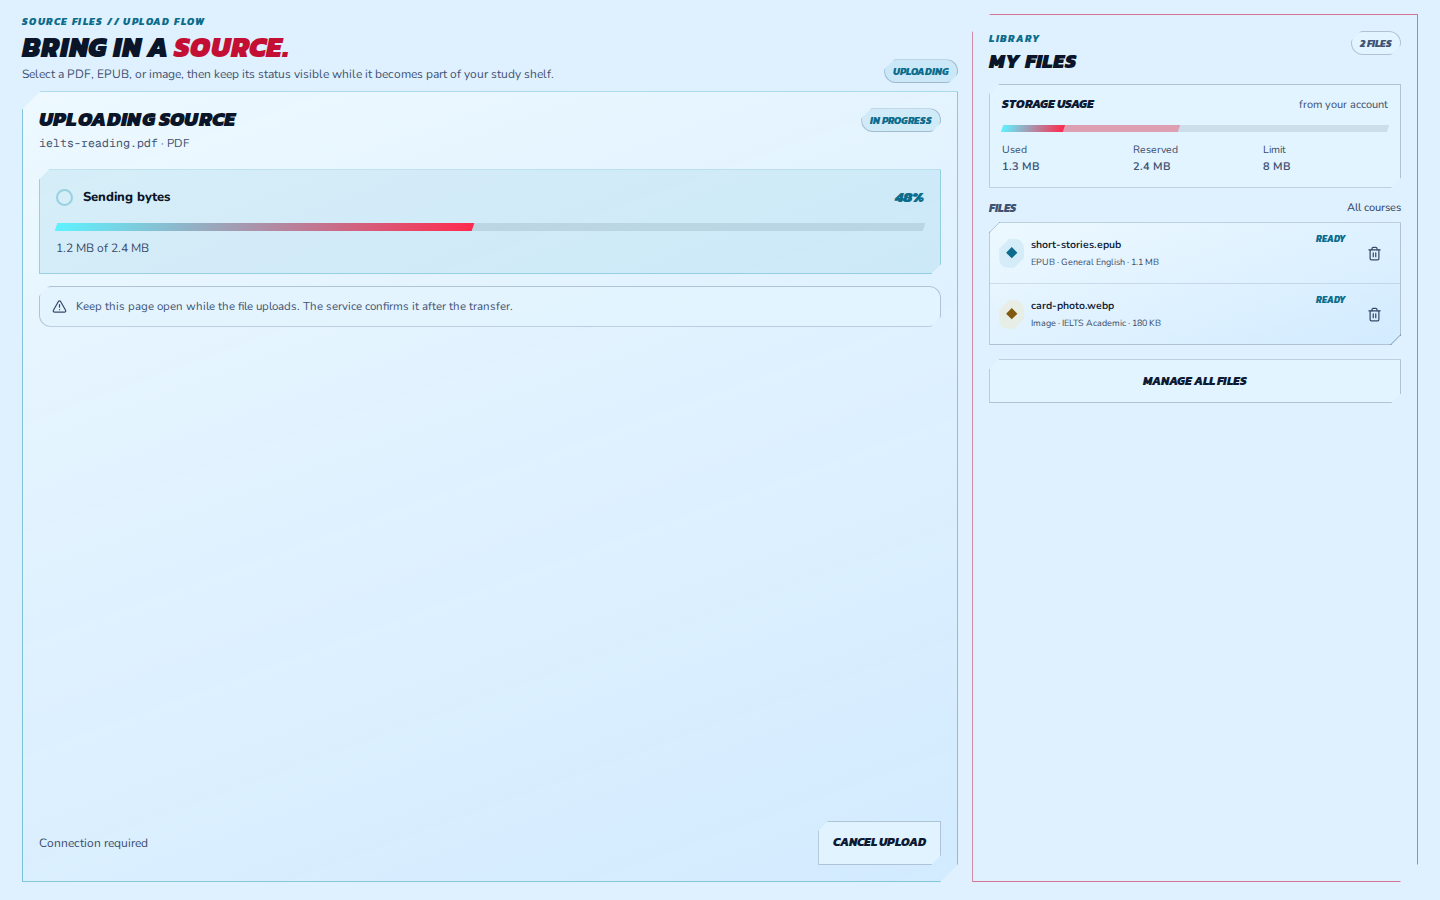 SOURCE FILES // UPLOAD FLOW
BRING IN A SOURCE.
Select a PDF, EPUB, or image, then keep its status visible while it becomes part of your study shelf.
UPLOADING
UPLOADING SOURCE
ielts-reading.pdf · PDF
IN PROGRESS
Sending bytes
48%
1.2 MB of 2.4 MB
Keep this page open while the file uploads. The service confirms it after the transfer.
Connection required
CANCEL UPLOAD
LIBRARY
MY FILES
2 FILES
STORAGE USAGE
from your account
Used
Reserved
Limit
1.3 MB
2.4 MB
8 MB
FILES
All courses
short-stories.epub
EPUB · General English · 1.1 MB
READY
card-photo.webp
Image · IELTS Academic · 180 KB
READY
MANAGE ALL FILES